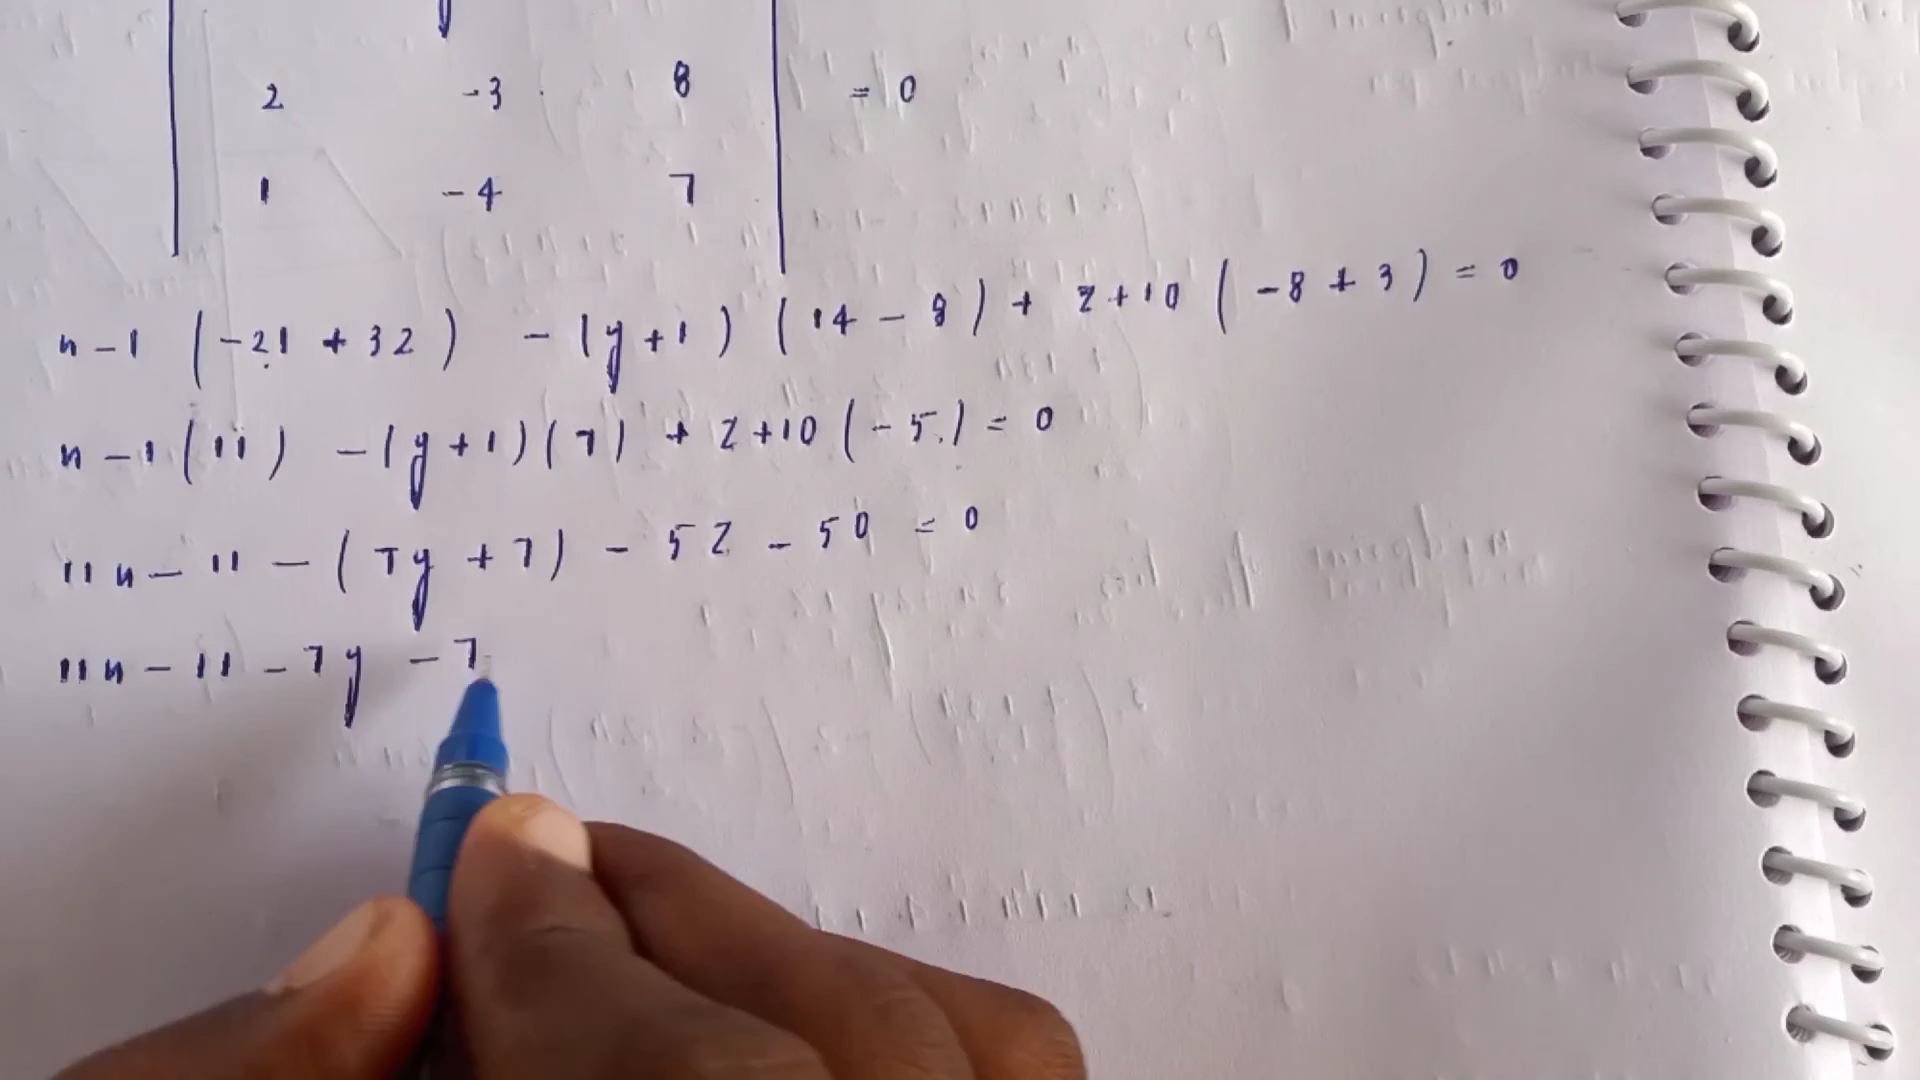 2 -3 8 = 0
1 -4 7
x-1 (-21 + 32) - (y+1) (14 - 8) + z+10 (-8 + 3) = 0
x-1 (11) - (y+1)(7) + z+10 (-5) = 0
11x - 11 - (7y + 7) - 5z - 50 = 0
11x - 11 - 7y - 7